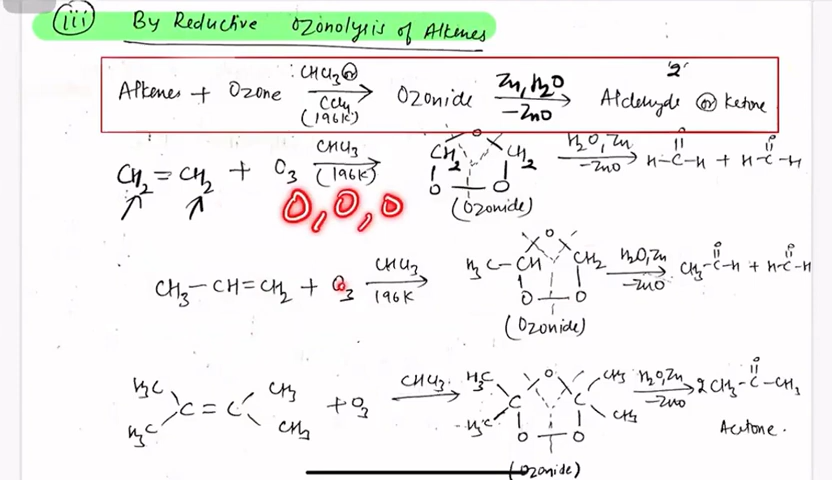 (iii) By Reductive Ozonolysis of Alkenes
Alkenes + Ozone CHCl3 or CCl4 (196K) → Ozonide Zn, H2O → -ZnO '2' Aldehyde or Ketone
CH2 = CH2 + O3 CHCl3 (196K) → CH2 O CH2 O O H2O, Zn → -ZnO H-C-H O + H-C-H O
O, O, O
(Ozonide)
CH3-CH=CH2 + O3 CHCl3 196K → H3C-CH O CH2 O-O H2O, Zn → -ZnO CH3-C-H O + H-C-H O
(Ozonide)
H3C H3C C = C CH3 CH3 + O3 CHCl3 → H3C H3C C O C CH3 CH3 O-O H2O, Zn → -ZnO 2CH3-C-CH3 O
Acetone.
(Ozonide)